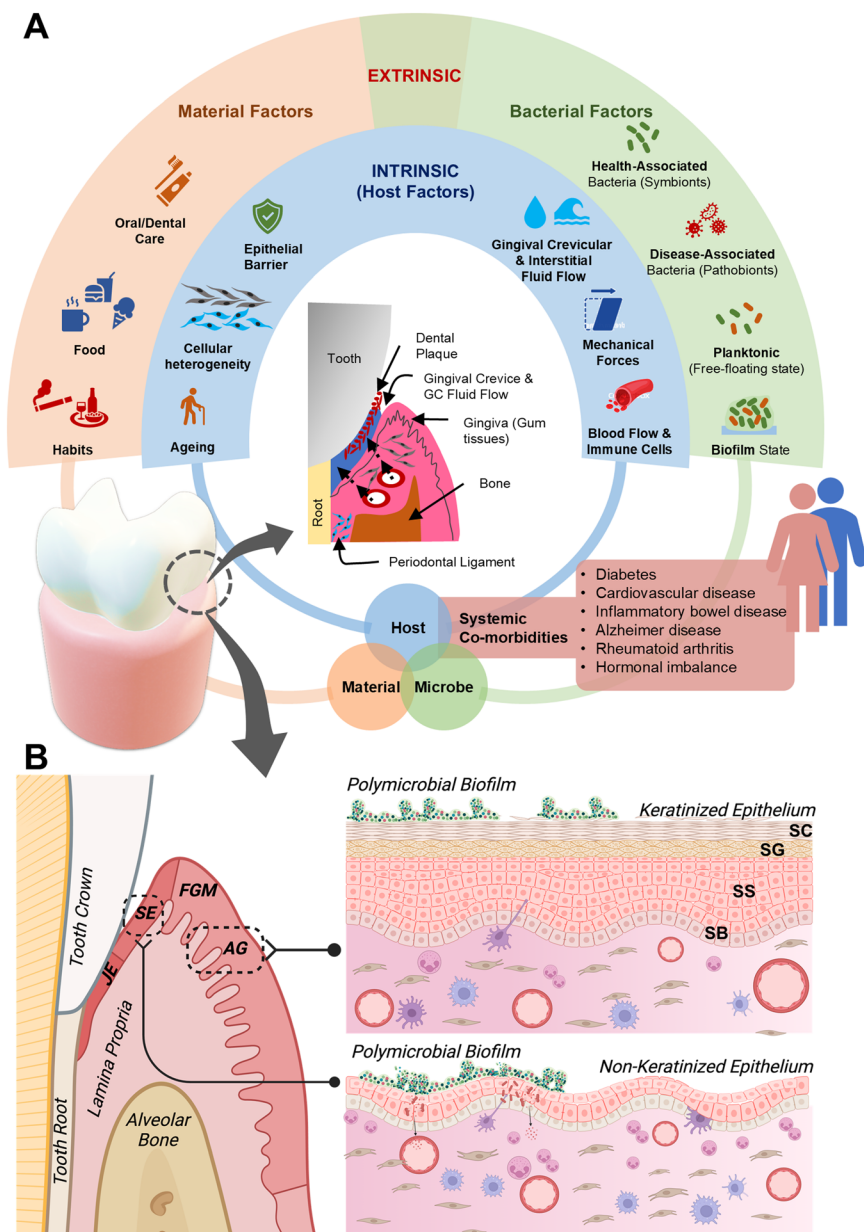 A
EXTRINSIC
Material Factors
Bacterial Factors
INTRINSIC
(Host Factors)
Oral/Dental
Care
Food
Habits
Epithelial
Barrier
Cellular
heterogeneity
Ageing
Gingival Crevicular
& Interstitial
Fluid Flow
Mechanical
Forces
Blood Flow &
Immune Cells
Health-Associated
Bacteria (Symbionts)
Disease-Associated
Bacteria (Pathobionts)
Planktonic
(Free-floating state)
Biofilm State
Tooth
Root
Dental
Plaque
Gingival Crevice &
GC Fluid Flow
Gingiva (Gum
tissues)
Bone
Periodontal Ligament
Host
Material
Microbe
Systemic
Co-morbidities
• Diabetes
• Cardiovascular disease
• Inflammatory bowel disease
• Alzheimer disease
• Rheumatoid arthritis
• Hormonal imbalance
B
Tooth Crown
Tooth Root
JE
SE
FGM
AG
Lamina Propria
Alveolar
Bone
Polymicrobial Biofilm
Keratinized Epithelium
SC
SG
SS
SB
Polymicrobial Biofilm
Non-Keratinized Epithelium